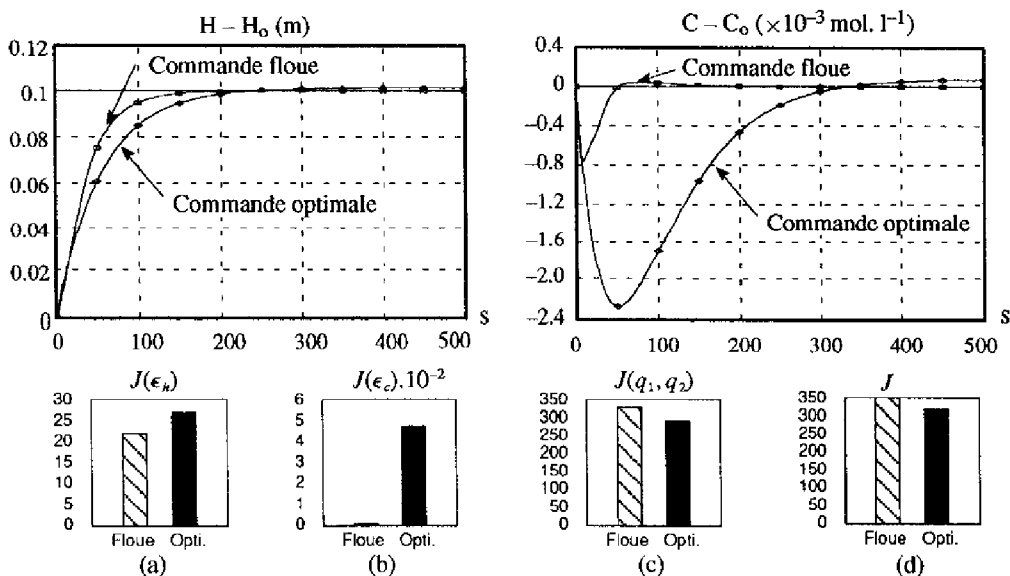 H – Hₒ (m)
0.12
0.1
0.08
0.06
0.04
0.02
0
Commande floue
Commande optimale
0 100 200 300 400 500 s
C – Cₒ (×10⁻³ mol. l⁻¹)
0.4
0
–0.4
–0.8
–1.2
–1.6
–2.0
–2.4
Commande floue
Commande optimale
0 100 200 300 400 500 s
J(ϵₕ)
30
25
20
15
10
5
0
Floue Opti.
(a)
J(ϵ꜀).10⁻²
6
5
4
3
2
1
0
Floue Opti.
(b)
J(q₁, q₂)
350
300
250
200
150
100
50
0
Floue Opti.
(c)
J
350
300
250
200
150
100
50
0
Floue Opti.
(d)